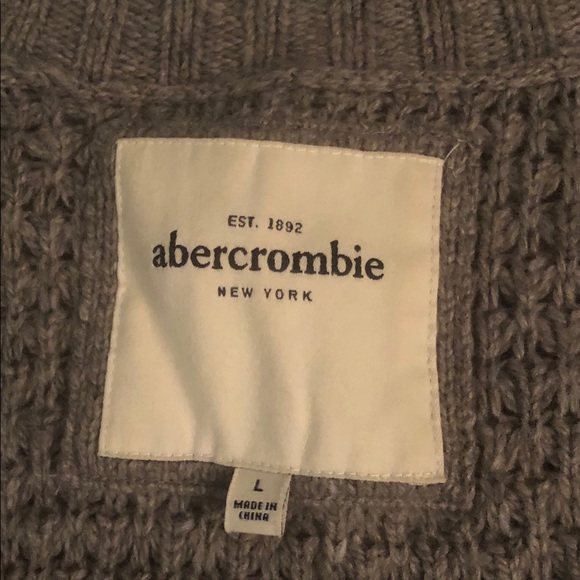 EST. 1892
abercrombie
NEW YORK
L
MADE IN
CHINA